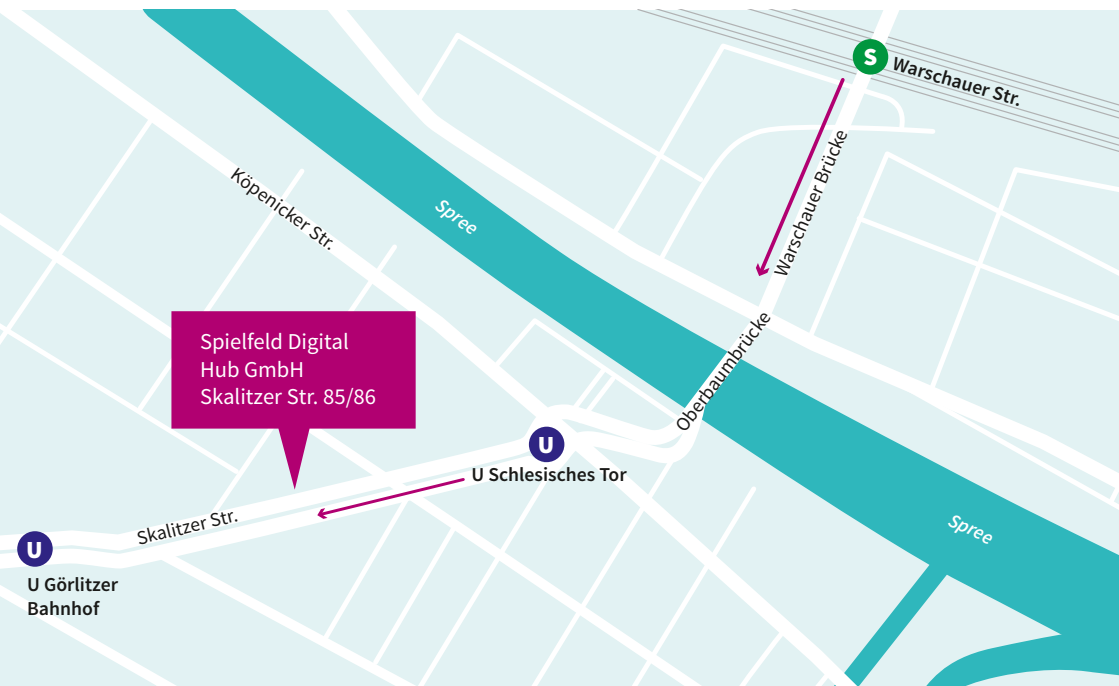 S
Warschauer Str.
Warschauer Brücke
Köpenicker Str.
Spree
Oberbaumbrücke
Spielfeld Digital
Hub GmbH
Skalitzer Str. 85/86
U
U Schlesisches Tor
Skalitzer Str.
Spree
U
U Görlitzer
Bahnhof